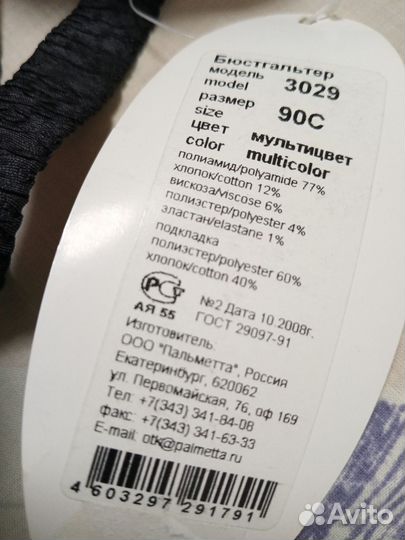 Бюстгальтер
модель 3029
model
размер 90C
size
цвет мультицвет
color multicolor
полиамид/polyamide 77%
хлопок/cotton 12%
вискоза/viscose 6%
полиэстер/polyester 4%
эластан/elastane 1%
подкладка
полиэстер/polyester 60%
хлопок/cotton 40%
РСТ
АЯ 55
№2 Дата 10.2008г.
ГОСТ 29097-91
Изготовитель:
ООО "Пальметта", Россия
Екатеринбург, 620062
ул. Первомайская, 76, оф 169
Тел: +7(343) 341-84-08
факс: +7(343) 341-63-33
E-mail: otk@palmetta.ru
4 603297 291791
Avito